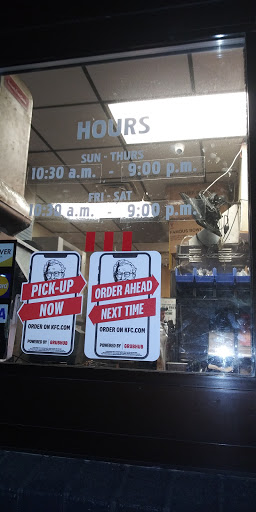 HOURS
SUN - THURS
10:30 a.m. - 9:00 p.m.
FRI - SAT
10:30 a.m. - 9:00 p.m.
PICK-UP
NOW
ORDER ON KFC.COM
POWERED BY GRUBHUB
ORDER AHEAD
NEXT TIME
ORDER ON KFC.COM
POWERED BY GRUBHUB